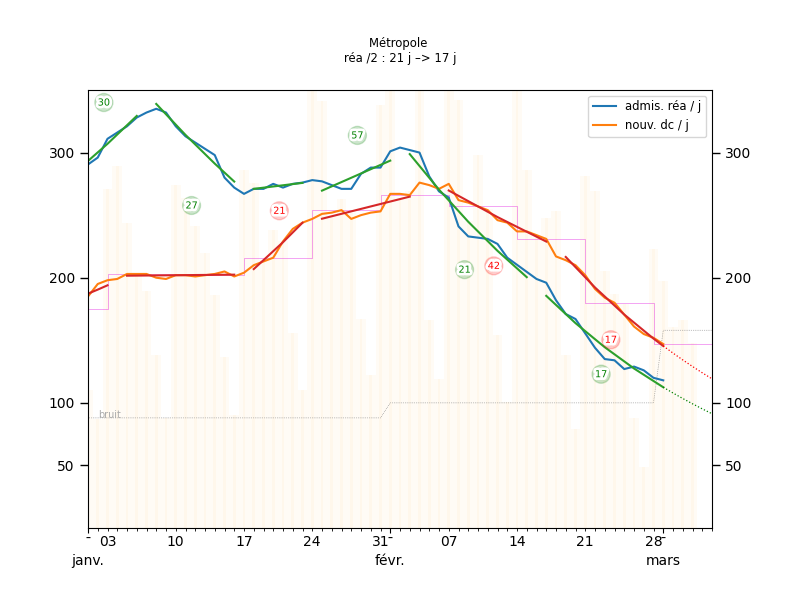 Métropole
réa /2 : 21 j –> 17 j
admis. réa / j
nouv. dc / j
30
57
27
21
21
42
17
17
bruit
300
200
100
50
300
200
100
50
03 10 17 24 31 07 14 21 28
janv. févr. mars